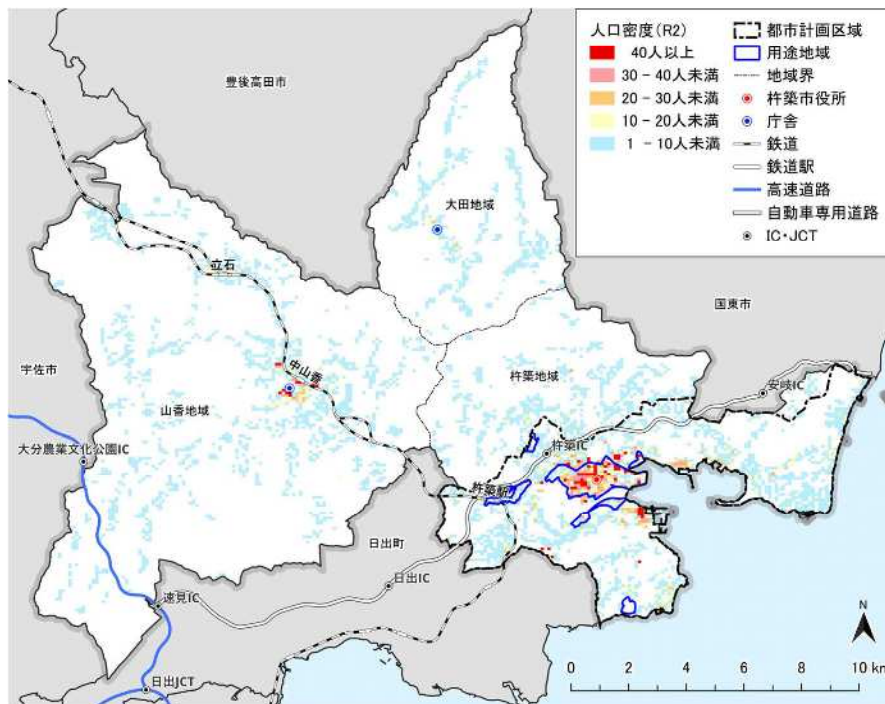 人口密度(R2)
40人以上
30-40人未満
20-30人未満
10-20人未満
1-10人未満
都市計画区域
用途地域
地域界
杵築市役所
庁舎
鉄道
鉄道駅
高速道路
自動車専用道路
IC・JCT
豊後高田市
大田地域
立石
国東市
宇佐市
中山香
杵築地域
安岐IC
山香地域
大分農業文化公園IC
杵築IC
杵築駅
日出町
日出IC
速見IC
N
日出JCT
0 2 4 6 8 10 km